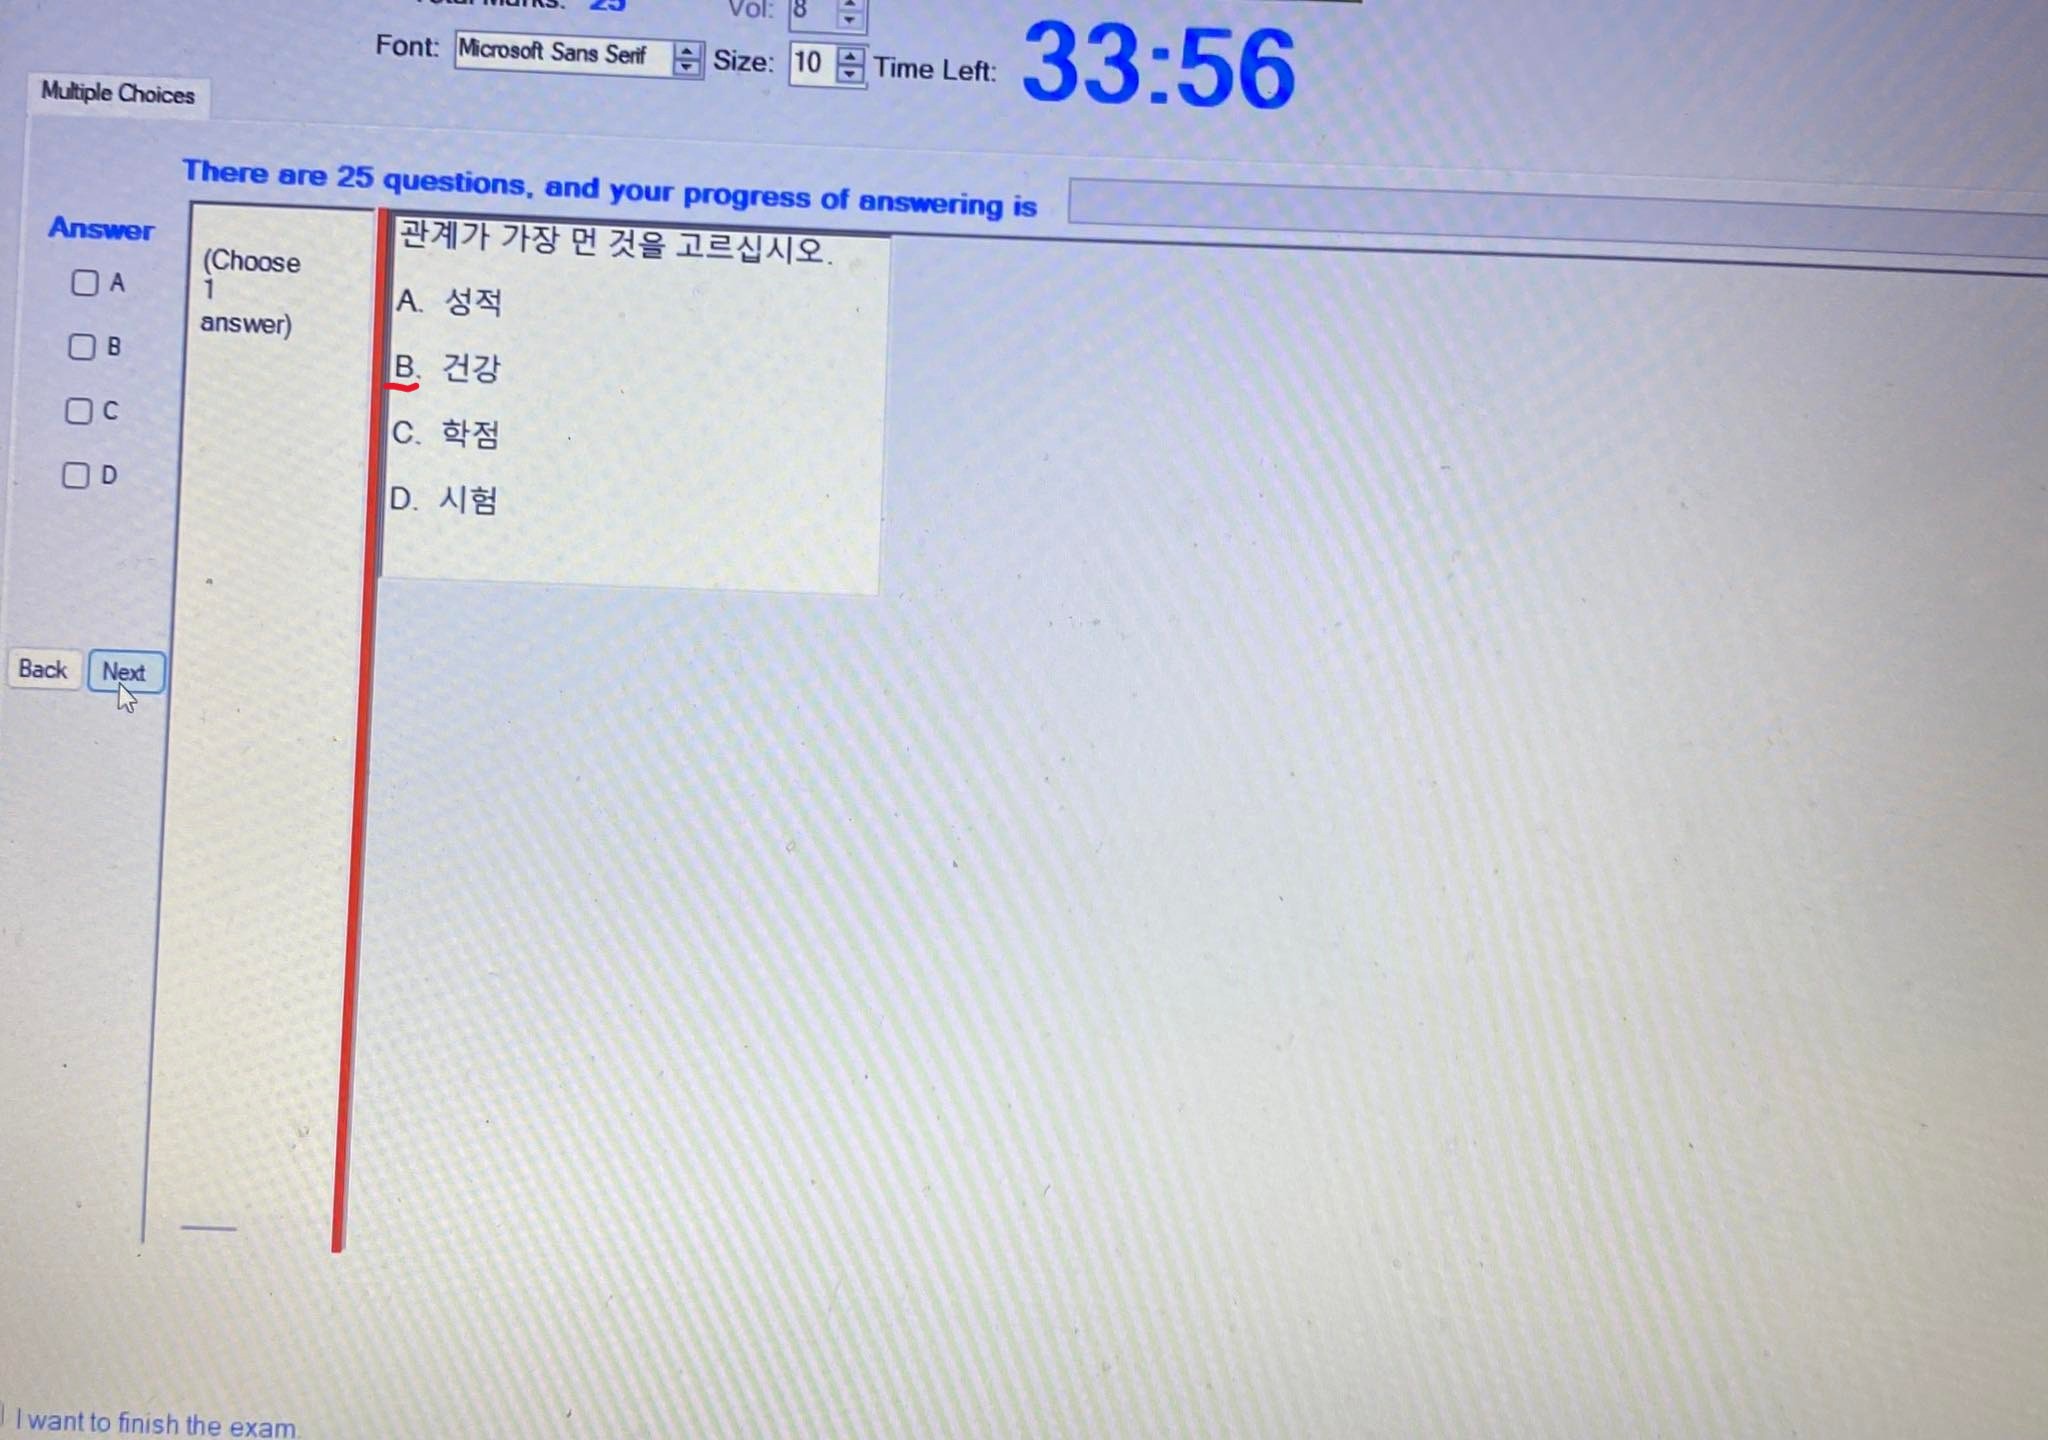 25
Vol: 8
Font: Microsoft Sans Serif Size: 10 Time Left: 33:56
Multiple Choices
There are 25 questions, and your progress of answering is
Answer
A
B
C
D
(Choose
1
answer)
관계가 가장 먼 것을 고르십시오.
A. 성적
B. 건강
C. 학점
D. 시험
Back Next
I want to finish the exam.